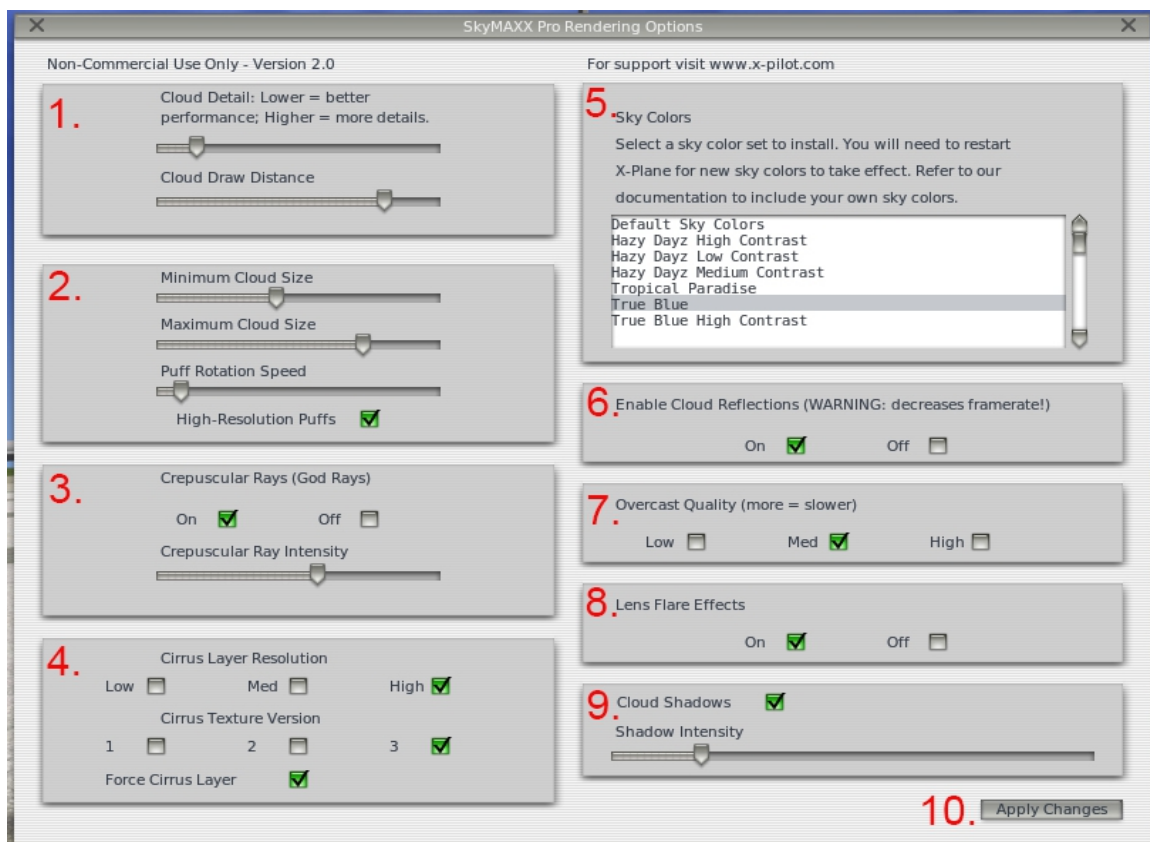 SkyMAXX Pro Rendering Options
Non-Commercial Use Only - Version 2.0
For support visit www.x-pilot.com
1.
Cloud Detail: Lower = better
performance; Higher = more details.
Cloud Draw Distance
2.
Minimum Cloud Size
Maximum Cloud Size
Puff Rotation Speed
High-Resolution Puffs
3.
Crepuscular Rays (God Rays)
On Off
Crepuscular Ray Intensity
4.
Cirrus Layer Resolution
Low Med High
Cirrus Texture Version
1 2 3
Force Cirrus Layer
5.
Sky Colors
Select a sky color set to install. You will need to restart
X-Plane for new sky colors to take effect. Refer to our
documentation to include your own sky colors.
Default Sky Colors
Hazy Dayz High Contrast
Hazy Dayz Low Contrast
Hazy Dayz Medium Contrast
Tropical Paradise
True Blue
True Blue High Contrast
6.
Enable Cloud Reflections (WARNING: decreases framerate!)
On Off
7.
Overcast Quality (more = slower)
Low Med High
8.
Lens Flare Effects
On Off
9.
Cloud Shadows
Shadow Intensity
10.
Apply Changes